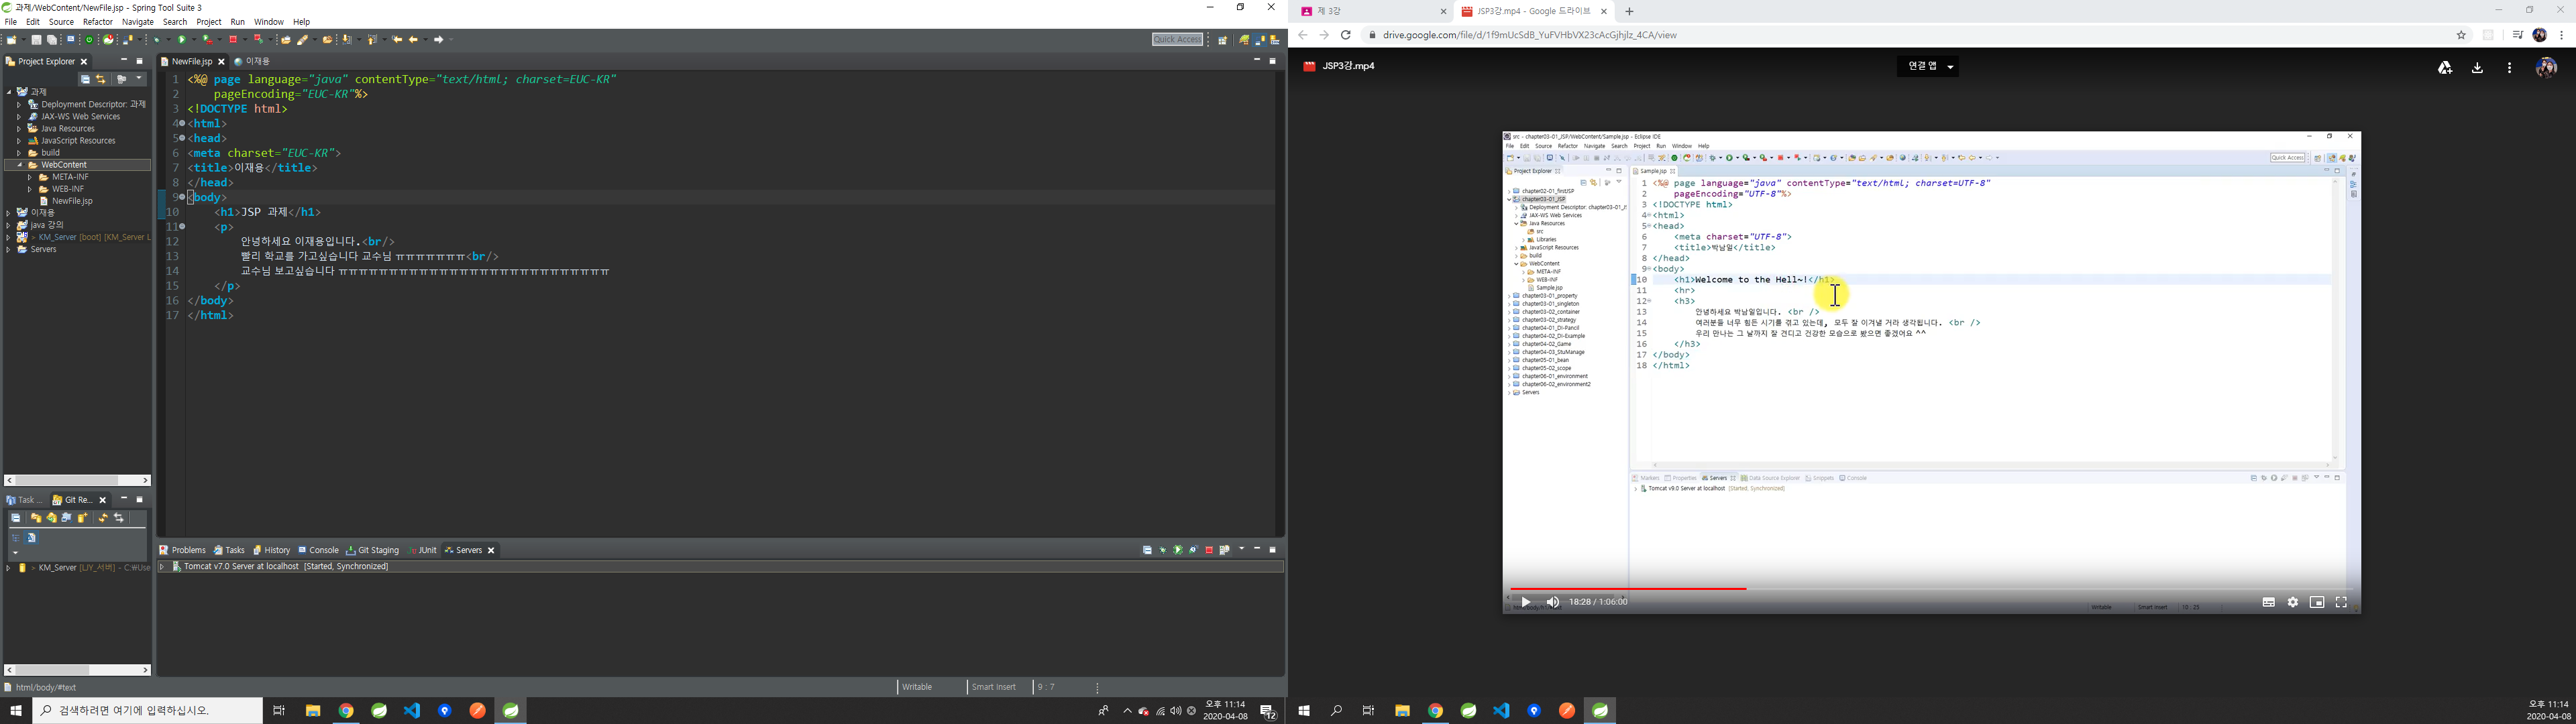 과제/WebContent/NewFile.jsp - Spring Tool Suite 3
File Edit Source Refactor Navigate Search Project Run Window Help
Quick Access
Project Explorer
과제
Deployment Descriptor: 과제
JAX-WS Web Services
Java Resources
JavaScript Resources
build
WebContent
META-INF
WEB-INF
NewFile.jsp
이재용
java 강의
> KM_Server [boot] [KM_Server L
Servers
Task ...
Git Re...
> KM_Server [LJY_서버] - C:₩Use
NewFile.jsp
이재용
1 <%@ page language="java" contentType="text/html; charset=EUC-KR"
2 pageEncoding="EUC-KR"%>
3 <!DOCTYPE html>
4 <html>
5 <head>
6 <meta charset="EUC-KR">
7 <title>이재용</title>
8 </head>
9 <body>
10 <h1>JSP 과제</h1>
11 <p>
12 안녕하세요 이재용입니다.<br/>
13 빨리 학교를 가고싶습니다 교수님 ㅠㅠㅠㅠㅠㅠㅠ<br/>
14 교수님 보고싶습니다 ㅠㅠㅠㅠㅠㅠㅠㅠㅠㅠㅠㅠㅠㅠㅠㅠㅠㅠㅠㅠㅠㅠㅠㅠㅠㅠㅠ
15 </p>
16 </body>
17 </html>
Problems Tasks History Console Git Staging JUnit Servers
Tomcat v7.0 Server at localhost [Started, Synchronized]
html/body/#text
Writable
Smart Insert
9 : 7
검색하려면 여기에 입력하십시오.
오후 11:14
2020-04-08
12
제 3강
JSP3강.mp4 - Google 드라이브
drive.google.com/file/d/1f9mUcSdB_YuFVHbVX23cAcGjhjlz_4CA/view
JSP3강.mp4
연결 앱
src - chapter03-01_JSP/WebContent/Sample.jsp - Eclipse IDE
File Edit Source Refactor Navigate Search Project Run Window Help
Quick Access
Project Explorer
chapter02-01_firstJSP
chapter03-01_JSP
Deployment Descriptor: chapter03-01_J
JAX-WS Web Services
Java Resources
src
Libraries
JavaScript Resources
build
WebContent
META-INF
WEB-INF
Sample.jsp
chapter03-01_property
chapter03-01_singleton
chapter03-02_container
chapter03-02_strategy
chapter04-01_DI-Pancil
chapter04-02_DI-Example
chapter04-02_Game
chapter04-03_StuManage
chapter05-01_bean
chapter05-02_scope
chapter06-01_environment
chapter06-02_environment2
Servers
Sample.jsp
1 <%@ page language="java" contentType="text/html; charset=UTF-8"
2 pageEncoding="UTF-8"%>
3 <!DOCTYPE html>
4 <html>
5 <head>
6 <meta charset="UTF-8">
7 <title>박남일</title>
8 </head>
9 <body>
10 <h1>Welcome to the Hell~!</h1>
11 <hr>
12 <h3>
13 안녕하세요 박남일입니다. <br />
14 여러분들 너무 힘든 시기를 겪고 있는데, 모두 잘 이겨낼 거라 생각됩니다. <br />
15 우리 만나는 그 날까지 잘 견디고 건강한 모습으로 봤으면 좋겠어요 ^^
16 </h3>
17 </body>
18 </html>
Markers Properties Servers Data Source Explorer Snippets Console
Tomcat v9.0 Server at localhost [Started, Synchronized]
18:28 / 1:06:00
Writable
Smart Insert
10 : 25
오후 11:14
2020-04-08